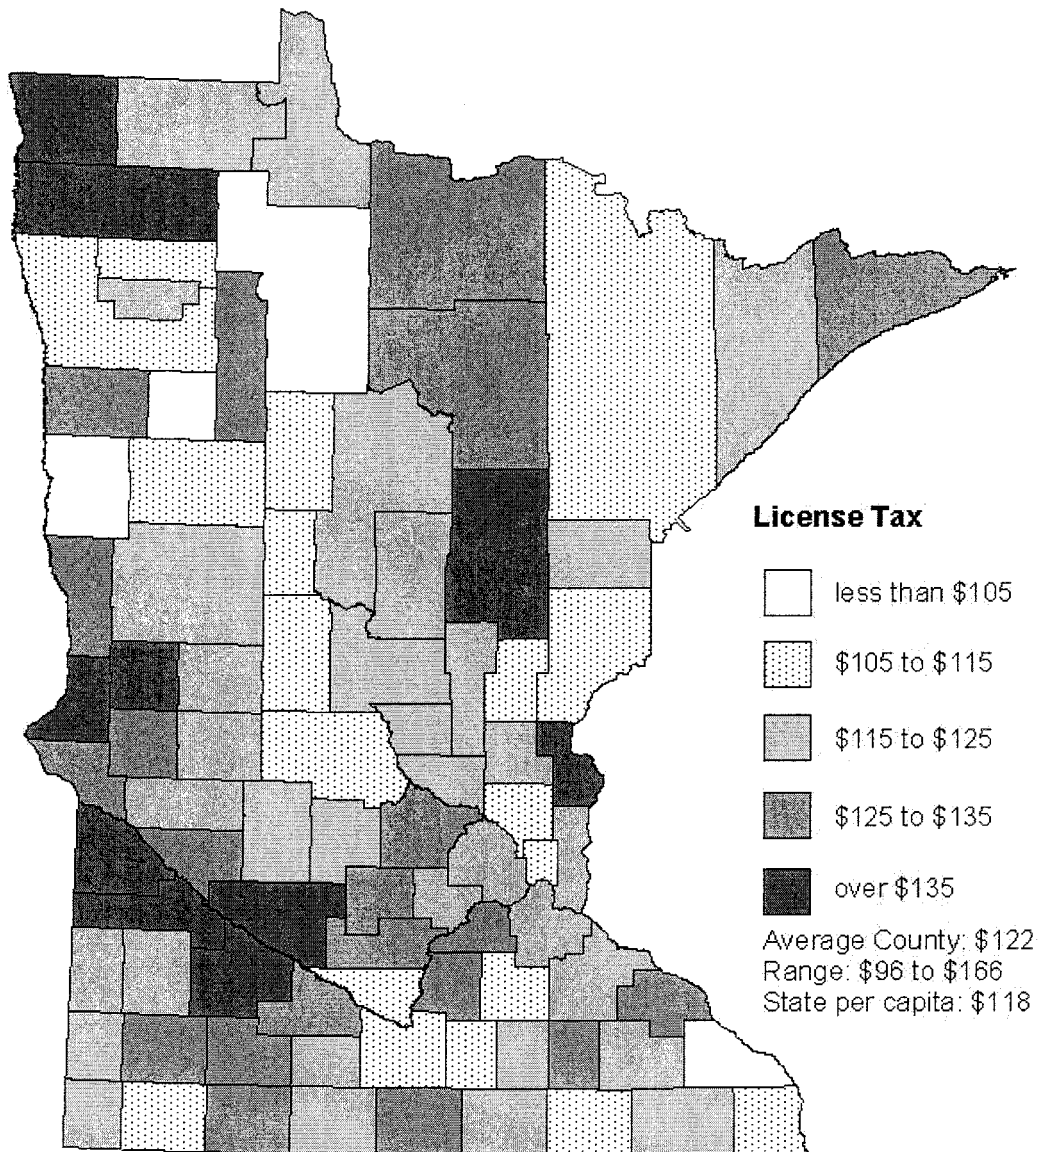 License Tax
less than $105
$105 to $115
$115 to $125
$125 to $135
over $135
Average County: $122
Range: $96 to $166
State per capita: $118